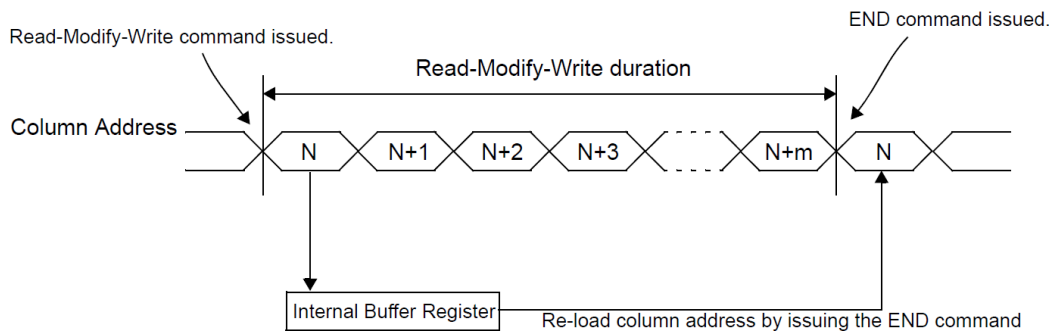 END command issued.
Read-Modify-Write command issued.
Read-Modify-Write duration
Column Address
N
N+1
N+2
N+3
N+m
N
Internal Buffer Register
Re-load column address by issuing the END command